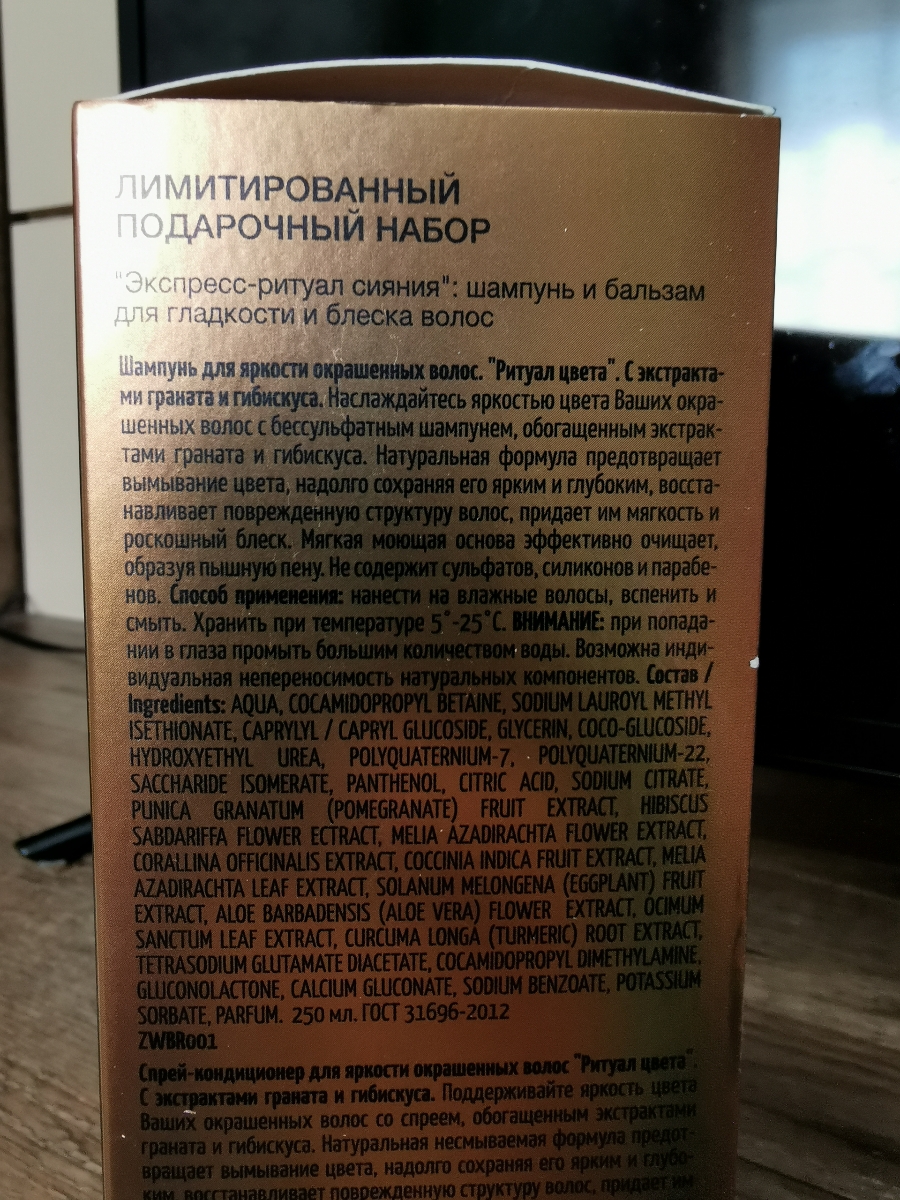 ЛИМИТИРОВАННЫЙ
ПОДАРОЧНЫЙ НАБОР
"Экспресс-ритуал сияния": шампунь и бальзам
для гладкости и блеска волос
Шампунь для яркости окрашенных волос. "Ритуал цвета". С экстракта-
ми граната и гибискуса. Наслаждайтесь яркостью цвета Ваших окра-
шенных волос с бессульфатным шампунем, обогащенным экстрак-
тами граната и гибискуса. Натуральная формула предотвращает
вымывание цвета, надолго сохраняя его ярким и глубоким, восста-
навливает поврежденную структуру волос, придает им мягкость и
роскошный блеск. Мягкая моющая основа эффективно очищает,
образуя пышную пену. Не содержит сульфатов, силиконов и парабе-
нов. Способ применения: нанести на влажные волосы, вспенить и
смыть. Хранить при температуре 5°-25°С. ВНИМАНИЕ: при попада-
нии в глаза промыть большим количеством воды. Возможна инди-
видуальная непереносимость натуральных компонентов. Состав /
Ingredients: AQUA, COCAMIDOPROPYL BETAINE, SODIUM LAUROYL METHYL
ISETHIONATE, CAPRYLYL / CAPRYL GLUCOSIDE, GLYCERIN, COCO-GLUCOSIDE,
HYDROXYETHYL UREA, POLYQUATERNIUM-7, POLYQUATERNIUM-22,
SACCHARIDE ISOMERATE, PANTHENOL, CITRIC ACID, SODIUM CITRATE,
PUNICA GRANATUM (POMEGRANATE) FRUIT EXTRACT, HIBISCUS
SABDARIFFA FLOWER ECTRACT, MELIA AZADIRACHTA FLOWER EXTRACT,
CORALLINA OFFICINALIS EXTRACT, COCCINIA INDICA FRUIT EXTRACT, MELIA
AZADIRACHTA LEAF EXTRACT, SOLANUM MELONGENA (EGGPLANT) FRUIT
EXTRACT, ALOE BARBADENSIS (ALOE VERA) FLOWER EXTRACT, OCIMUM
SANCTUM LEAF EXTRACT, CURCUMA LONGA (TURMERIC) ROOT EXTRACT,
TETRASODIUM GLUTAMATE DIACETATE, COCAMIDOPROPYL DIMETHYLAMINE,
GLUCONOLACTONE, CALCIUM GLUCONATE, SODIUM BENZOATE, POTASSIUM
SORBATE, PARFUM. 250 мл. ГОСТ 31696-2012
ZWBR001
Спрей-кондиционер для яркости окрашенных волос "Ритуал цвета".
С экстрактами граната и гибискуса. Поддерживайте яркость цвета
Ваших окрашенных волос со спреем, обогащенным экстрактами
граната и гибискуса. Натуральная несмываемая формула предот-
вращает вымывание цвета, надолго сохраняя его ярким и глубо-
ким, восстанавливает поврежденную структуру волос, придает им